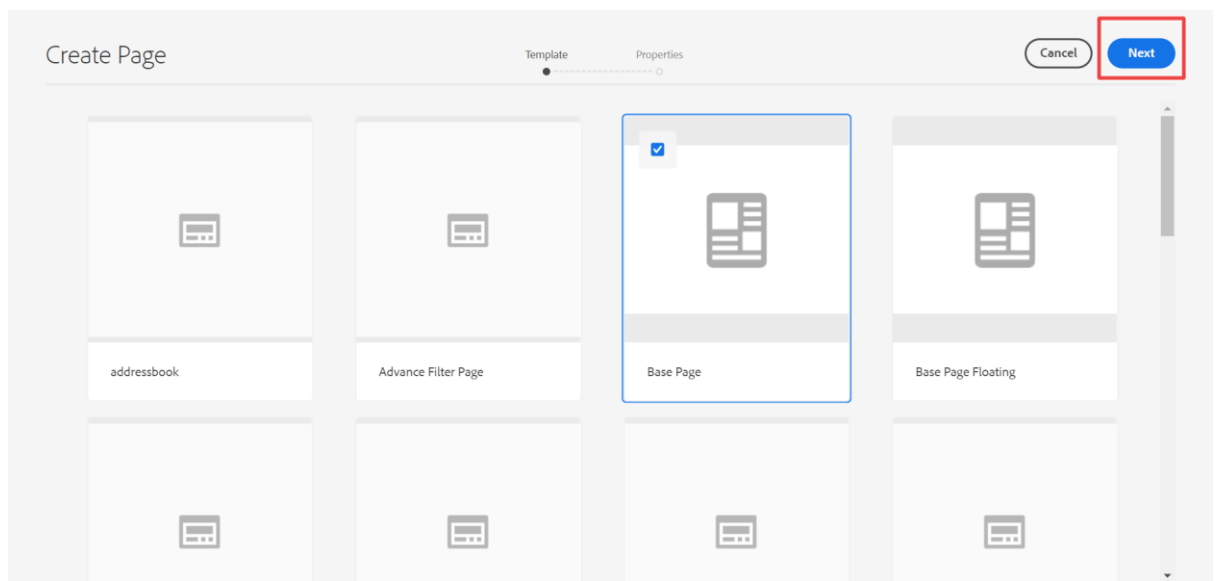 Create Page
Template
Properties
Cancel
Next
addressbook
Advance Filter Page
Base Page
Base Page Floating